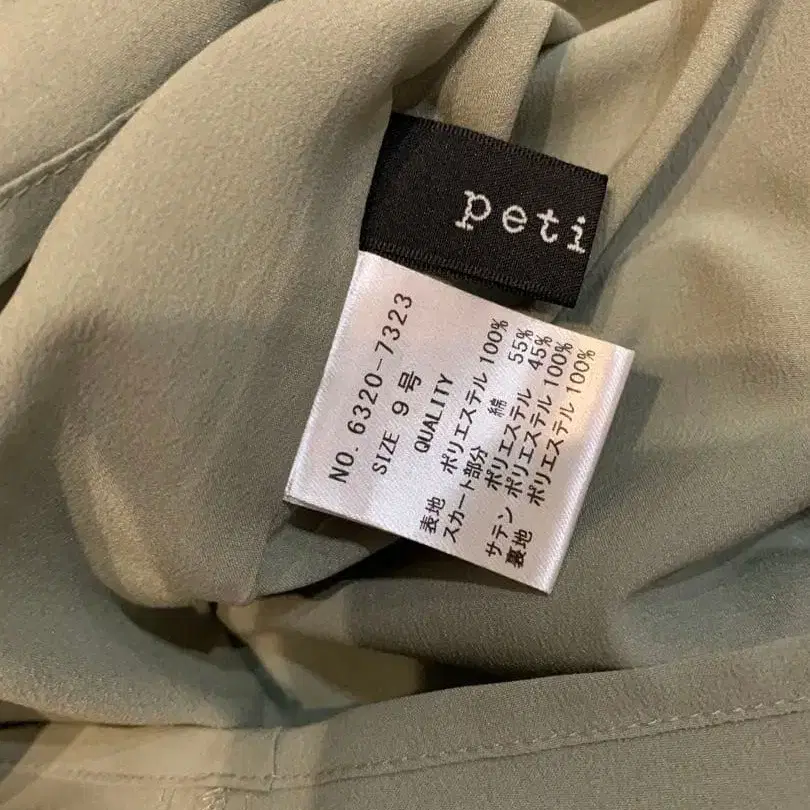 peti
NO. 6320-7323
SIZE 9号
QUALITY
表地 ポリエステル 100%
スカート部分 綿 55%
ポリエステル 45%
サテン ポリエステル 100%
裏地 ポリエステル 100%